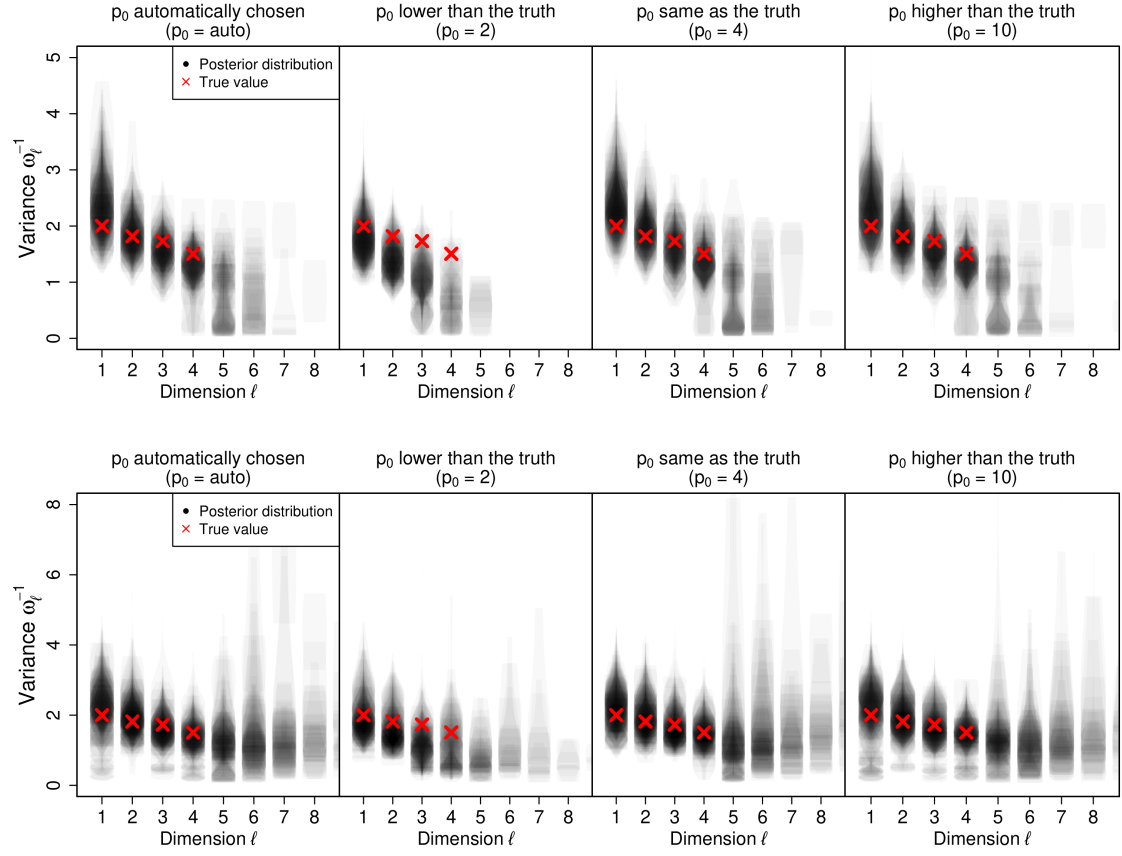 p₀ automatically chosen
(p₀ = auto)
p₀ lower than the truth
(p₀ = 2)
p₀ same as the truth
(p₀ = 4)
p₀ higher than the truth
(p₀ = 10)
Posterior distribution
True value
Variance ω_ℓ⁻¹
5
4
3
2
1
0
1 2 3 4 5 6 7 8
1 2 3 4 5 6 7 8
1 2 3 4 5 6 7 8
1 2 3 4 5 6 7 8
Dimension ℓ
Dimension ℓ
Dimension ℓ
Dimension ℓ
p₀ automatically chosen
(p₀ = auto)
p₀ lower than the truth
(p₀ = 2)
p₀ same as the truth
(p₀ = 4)
p₀ higher than the truth
(p₀ = 10)
Posterior distribution
True value
Variance ω_ℓ⁻¹
8
6
4
2
0
1 2 3 4 5 6 7 8
1 2 3 4 5 6 7 8
1 2 3 4 5 6 7 8
1 2 3 4 5 6 7 8
Dimension ℓ
Dimension ℓ
Dimension ℓ
Dimension ℓ